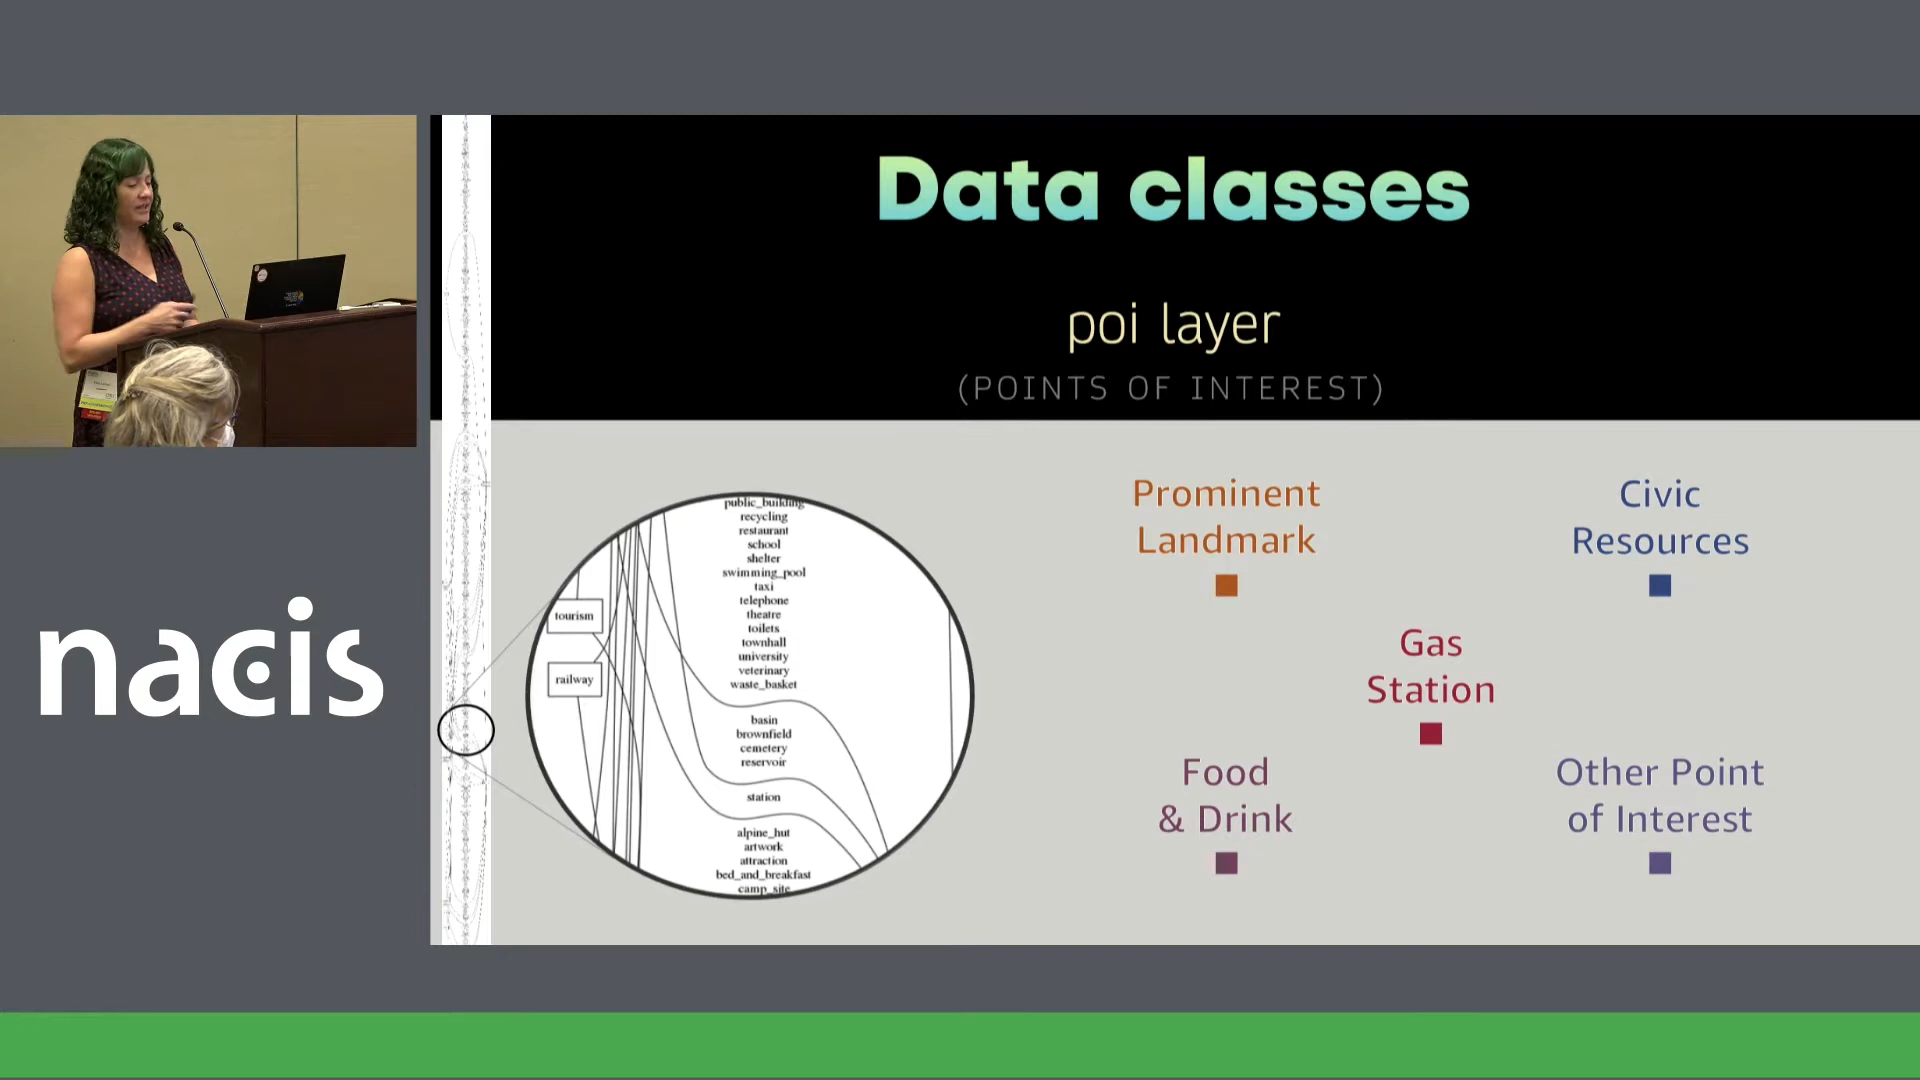 Data classes
poi layer
(POINTS OF INTEREST)
public_building
recycling
restaurant
school
shelter
swimming_pool
taxi
telephone
theatre
toilets
townhall
university
veterinary
waste_basket
basin
brownfield
cemetery
reservoir
station
alpine_hut
artwork
attraction
bed_and_breakfast
camp_site
tourism
railway
Prominent
Landmark
Civic
Resources
Gas
Station
Food
& Drink
Other Point
of Interest
nacis